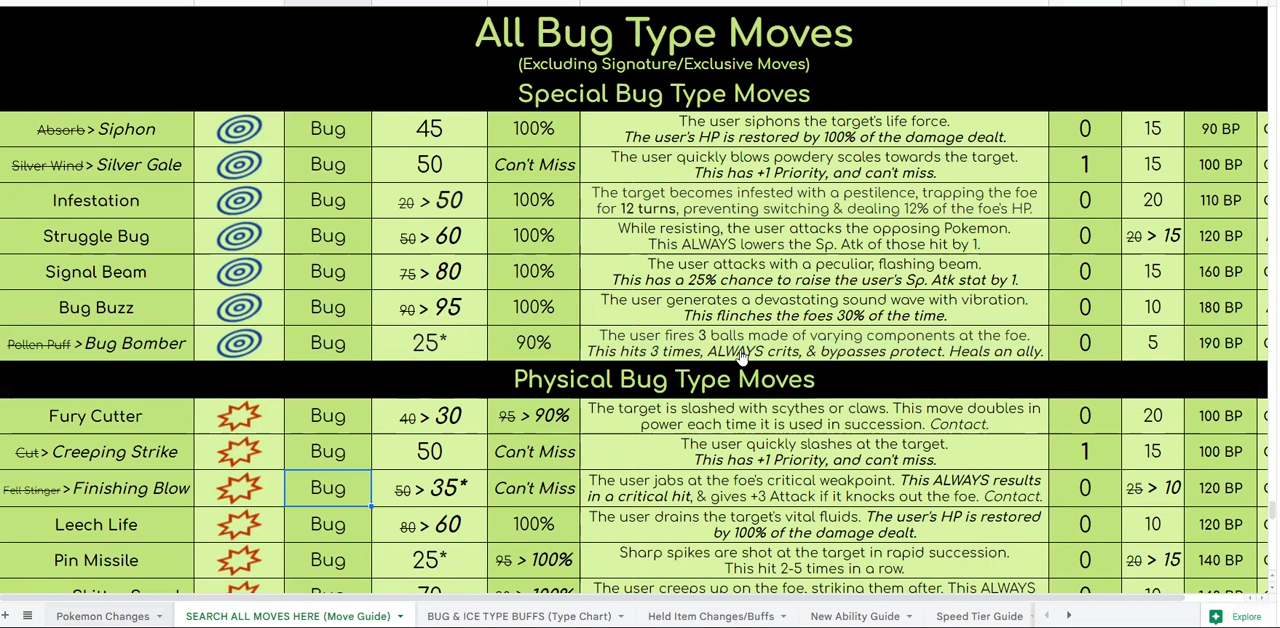 All Bug Type Moves
(Excluding Signature/Exclusive Moves)
Special Bug Type Moves
Absorb > Siphon Bug 45 100% The user siphons the target's life force. 0 15 90 BP
The user's HP is restored by 100% of the damage dealt.
Silver Wind > Silver Gale Bug 50 Can't Miss The user quickly blows powdery scales towards the target. 1 15 100 BP
This has +1 Priority, and can't miss.
Infestation Bug 20 > 50 100% The target becomes infested with a pestilence, trapping the foe 0 20 110 BP
for 12 turns, preventing switching & dealing 12% of the foe's HP.
Struggle Bug Bug 50 > 60 100% While resisting, the user attacks the opposing Pokemon. 0 20 > 15 120 BP
This ALWAYS lowers the Sp. Atk of those hit by 1.
Signal Beam Bug 75 > 80 100% The user attacks with a peculiar, flashing beam. 0 15 160 BP
This has a 25% chance to raise the user's Sp. Atk stat by 1.
Bug Buzz Bug 90 > 95 100% The user generates a devastating sound wave with vibration. 0 10 180 BP
This flinches the foes 30% of the time.
Pollen Puff > Bug Bomber Bug 25* 90% The user fires 3 balls made of varying components at the foe. 0 5 190 BP
This hits 3 times, ALWAYS crits, & bypasses protect. Heals an ally.
Physical Bug Type Moves
Fury Cutter Bug 40 > 30 95 > 90% The target is slashed with scythes or claws. This move doubles in 0 20 100 BP
power each time it is used in succession. Contact.
Cut > Creeping Strike Bug 50 Can't Miss The user quickly slashes at the target. 1 15 100 BP
This has +1 Priority, and can't miss.
Fell Stinger > Finishing Blow Bug 50 > 35* Can't Miss The user jabs at the foe's critical weakpoint. This ALWAYS results 0 25 > 10 120 BP
in a critical hit, & gives +3 Attack if it knocks out the foe. Contact.
Leech Life Bug 80 > 60 100% The user drains the target's vital fluids. The user's HP is restored 0 10 120 BP
by 100% of the damage dealt.
Pin Missile Bug 25* 95 > 100% Sharp spikes are shot at the target in rapid succession. 0 20 > 15 140 BP
This hit 2-5 times in a row.
The user creeps up on the foe, striking them after. This ALWAYS
Pokemon Changes SEARCH ALL MOVES HERE (Move Guide) BUG & ICE TYPE BUFFS (Type Chart) Held Item Changes/Buffs New Ability Guide Speed Tier Guide Explore